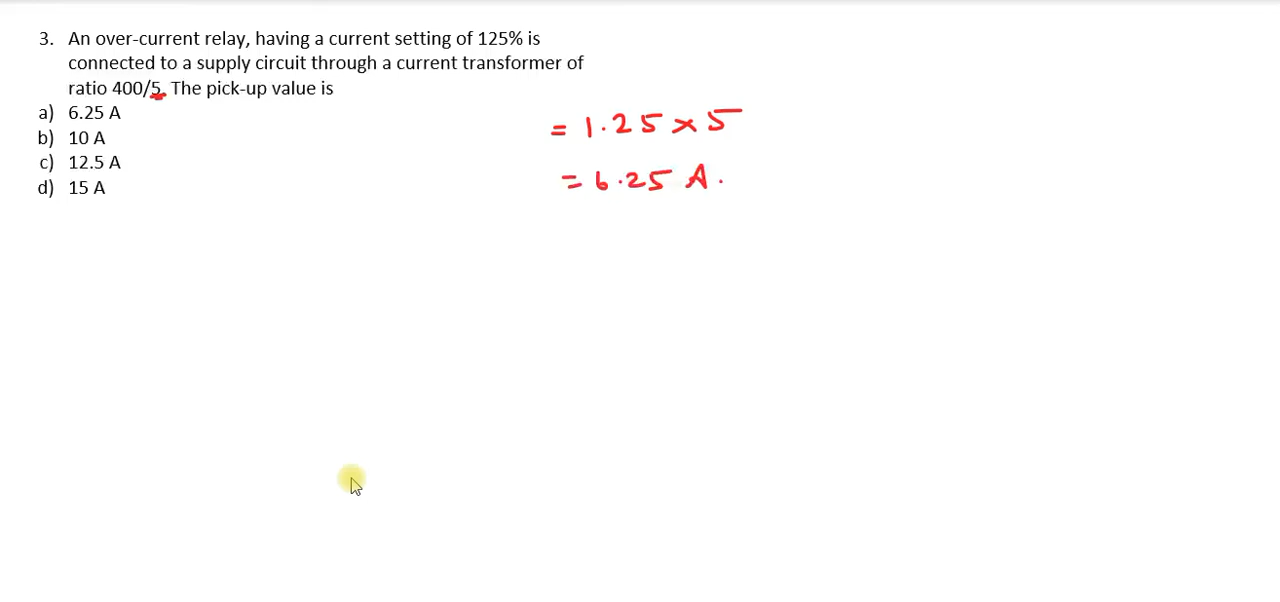 3. An over-current relay, having a current setting of 125% is
connected to a supply circuit through a current transformer of
ratio 400/5. The pick-up value is
a) 6.25 A
b) 10 A
c) 12.5 A
d) 15 A
= 1.25 × 5
= 6.25 A.